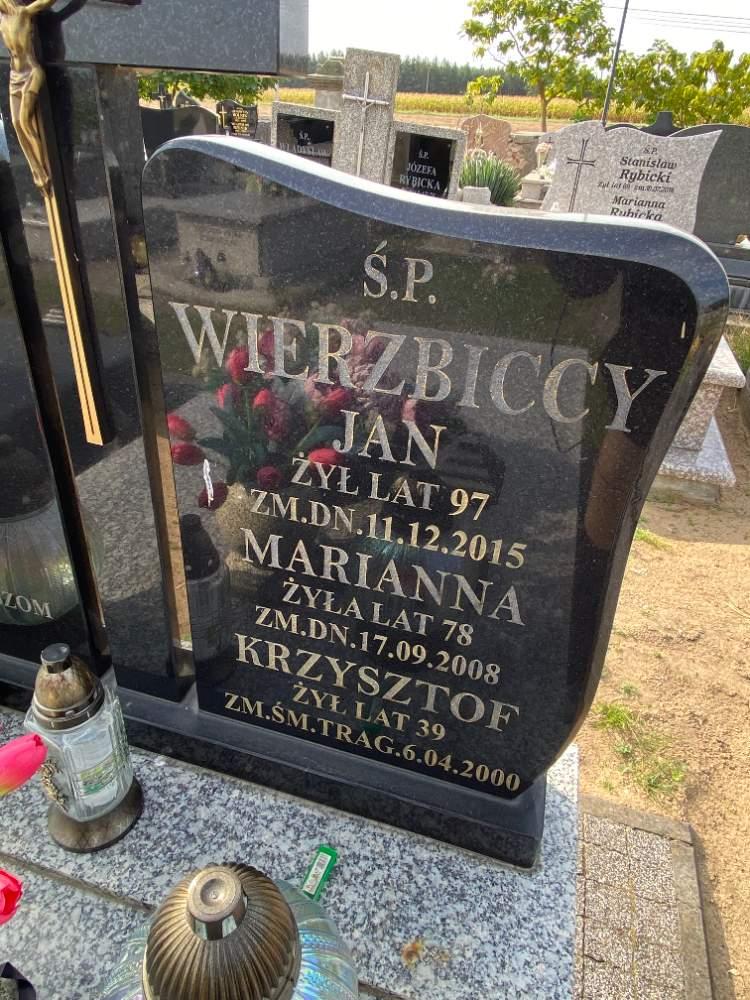 Ś.P.
WIERZBICCY
JAN
ŻYŁ LAT 97
ZM.DN.11.12.2015
MARIANNA
ŻYŁA LAT 78
ZM.DN.17.09.2008
KRZYSZTOF
ŻYŁ LAT 39
ZM.ŚM.TRAG.6.04.2000
Ś.P.
WŁADYSŁAW
Ś.P.
JÓZEFA
RYBICKA
Ś.P.
Stanisław
Rybicki
Marianna
Rybicka